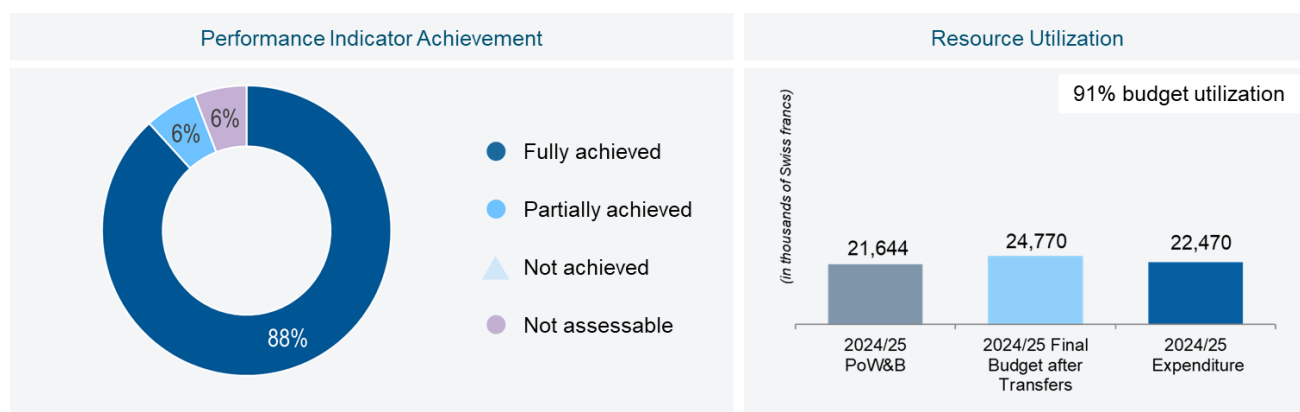 Performance Indicator Achievement
6%
6%
88%
Fully achieved
Partially achieved
Not achieved
Not assessable
Resource Utilization
91% budget utilization
(in thousands of Swiss francs)
21,644
24,770
22,470
2024/25
PoW&B
2024/25 Final
Budget after
Transfers
2024/25
Expenditure